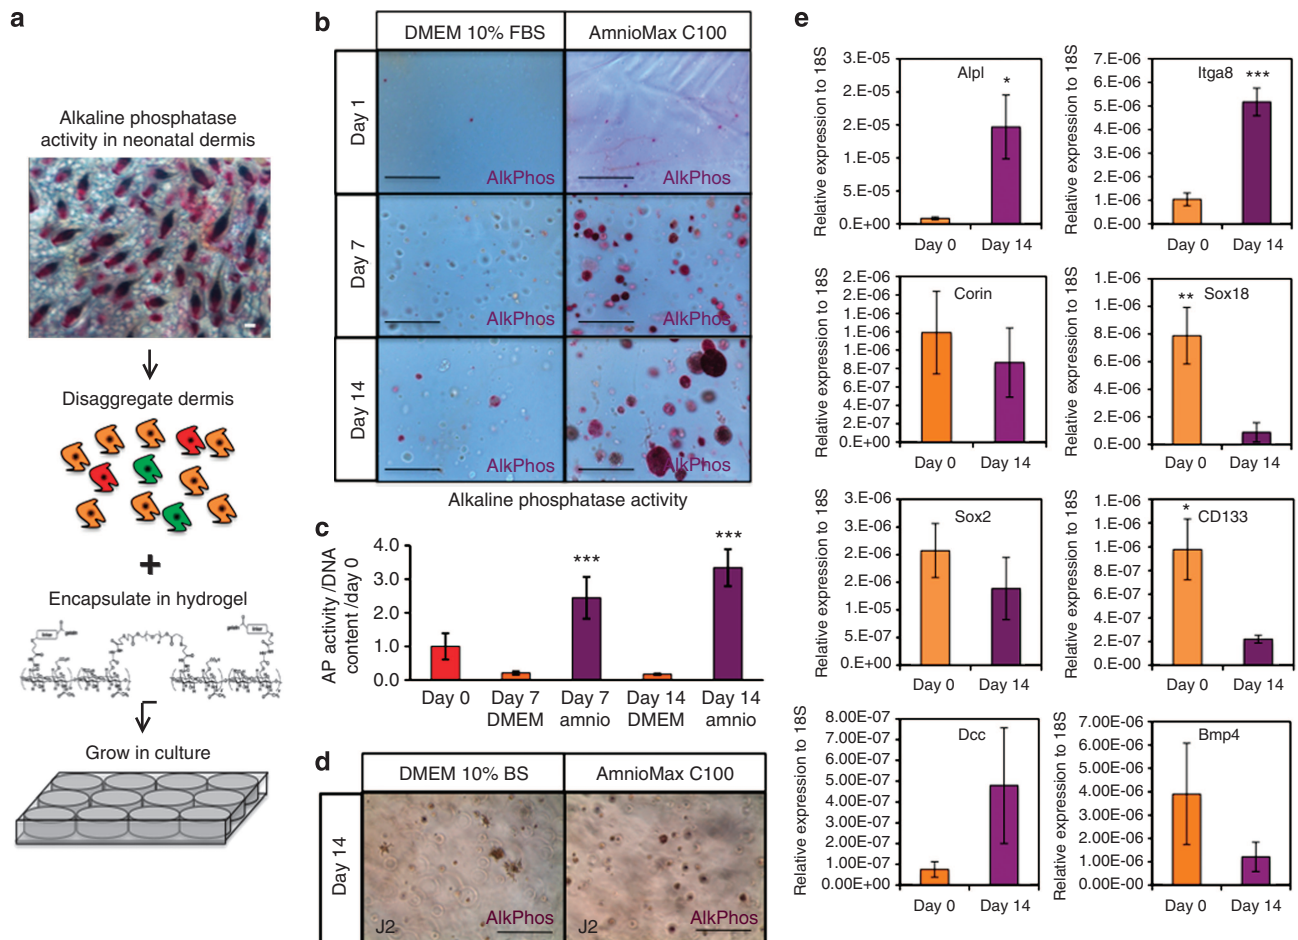 a
Alkaline phosphatase
activity in neonatal dermis
Disaggregate dermis
+
Encapsulate in hydrogel
Grow in culture
b
DMEM 10% FBS
AmnioMax C100
Day 1
AlkPhos
AlkPhos
Day 7
AlkPhos
AlkPhos
Day 14
AlkPhos
AlkPhos
Alkaline phosphatase activity
c
AP activity /DNA
content /day 0
4.0
3.0
2.0
1.0
0.0
***
***
Day 0
Day 7
DMEM
Day 7
amnio
Day 14
DMEM
Day 14
amnio
d
DMEM 10% BS
AmnioMax C100
Day 14
J2
AlkPhos
AlkPhos
e
Relative expression to 18S
3.E-05
2.E-05
2.E-05
1.E-05
5.E-05
0.E+00
Alpl
*
Day 0
Day 14
Relative expression to 18S
7.E-06
6.E-06
5.E-06
4.E-06
3.E-06
2.E-06
1.E-06
0.E-00
Itga8
***
Day 0
Day 14
Relative expression to 18S
2.E-06
2.E-06
1.E-06
1.E-06
1.E-06
8.E-07
6.E-07
4.E-07
2.E-07
0.E+00
Corin
Day 0
Day 14
Relative expression to 18S
1.E-06
1.E-06
8.E-06
6.E-06
4.E-06
2.E-06
0.E-00
Sox18
**
Day 0
Day 14
Relative expression to 18S
3.E-06
3.E-06
2.E-06
2.E-06
1.E-06
5.E-07
0.E+00
Sox2
Day 0
Day 14
Relative expression to 18S
1.E-06
1.E-06
1.E-06
8.E-07
6.E-07
4.E-07
2.E-07
0.E-00
CD133
*
Day 0
Day 14
Relative expression to 18S
8.00E-07
7.00E-07
6.00E-07
5.00E-07
4.00E-07
3.00E-07
2.00E-07
1.00E-07
0.00E+00
Dcc
Day 0
Day 14
Relative expression to 18S
7.00E-06
6.00E-06
5.00E-06
4.00E-06
3.00E-06
2.00E-06
1.00E-06
0.00E-00
Bmp4
Day 0
Day 14